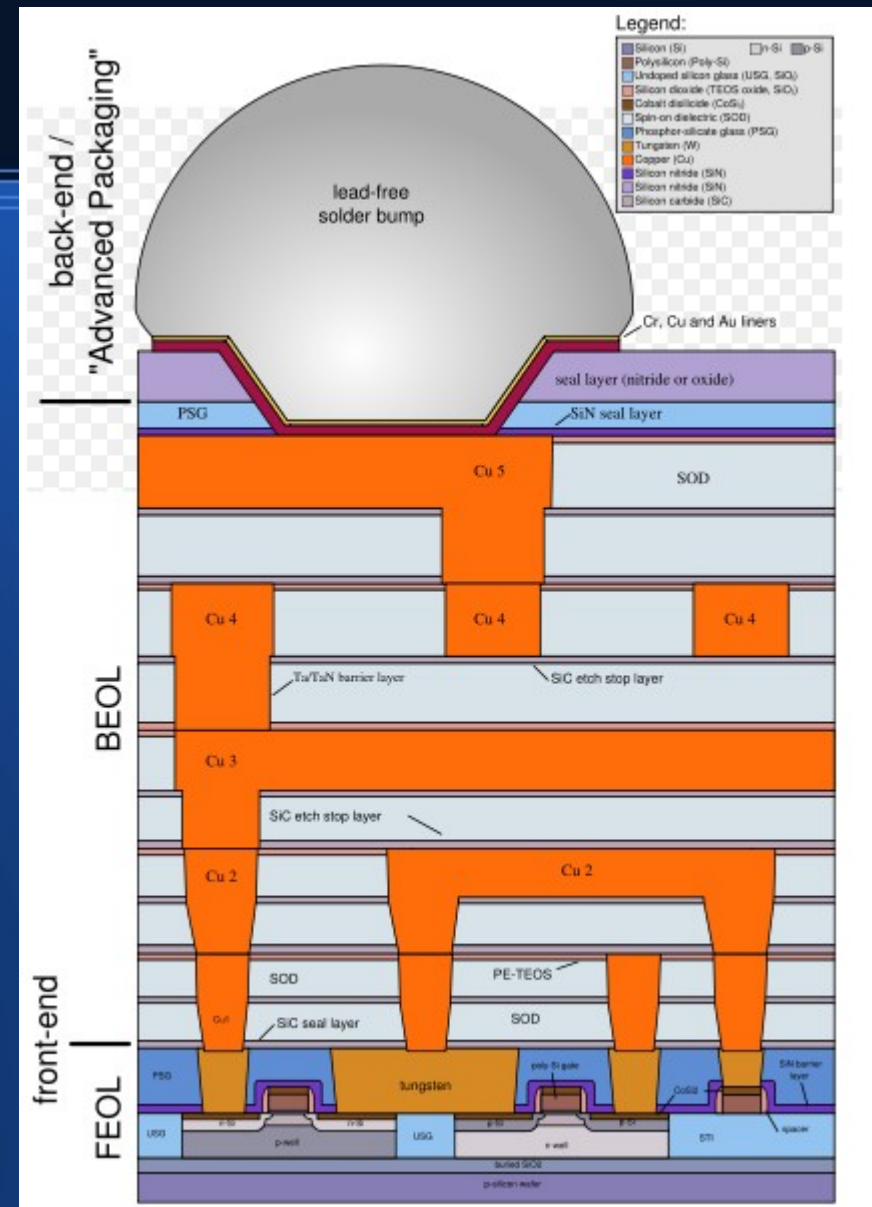 Legend:
Silicon (Si) n-Si p-Si
Polysilicon (Poly-Si)
Undoped silicon glass (USG, SiO₂)
Silicon dioxide (TEOS oxide, SiO₂)
Cobalt disilicide (CoSi₂)
Spin-on dielectric (SOD)
Phosphor-silicate glass (PSG)
Tungsten (W)
Copper (Cu)
Silicon nitride (SiN)
Silicon nitride (SiN)
Silicon carbide (SiC)
back-end /
"Advanced Packaging"
lead-free
solder bump
Cr, Cu and Au liners
seal layer (nitride or oxide)
PSG
SiN seal layer
Cu 5
SOD
BEOL
Cu 4
Cu 4
Cu 4
Ta/TaN barrier layer
SiC etch stop layer
Cu 3
SiC etch stop layer
Cu 2
Cu 2
SOD
PE-TEOS
Cu1
SiC seal layer
SOD
front-end
FEOL
PSG
tungsten
poly-Si gate
SiN barrier
layer
CoSi2
spacer
USG
n-Si
n-Si
p-well
USG
p-Si
p-Si
n-well
STI
buried SiO2
p-silicon wafer